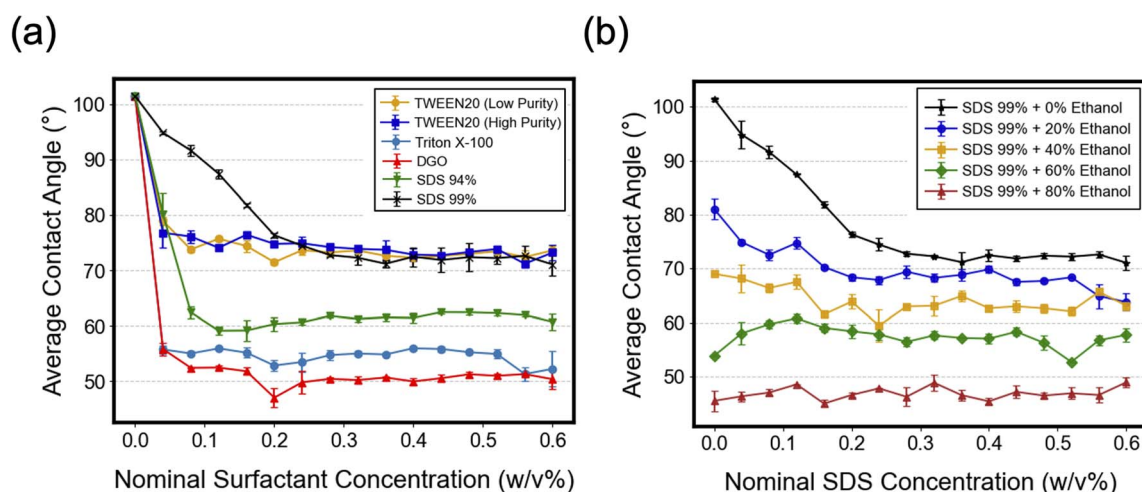 (a)
Average Contact Angle (°)
100
90
80
70
60
50
0.0 0.1 0.2 0.3 0.4 0.5 0.6
Nominal Surfactant Concentration (w/v%)
TWEEN20 (Low Purity)
TWEEN20 (High Purity)
Triton X-100
DGO
SDS 94%
SDS 99%
(b)
Average Contact Angle (°)
100
90
80
70
60
50
0.0 0.1 0.2 0.3 0.4 0.5 0.6
Nominal SDS Concentration (w/v%)
SDS 99% + 0% Ethanol
SDS 99% + 20% Ethanol
SDS 99% + 40% Ethanol
SDS 99% + 60% Ethanol
SDS 99% + 80% Ethanol